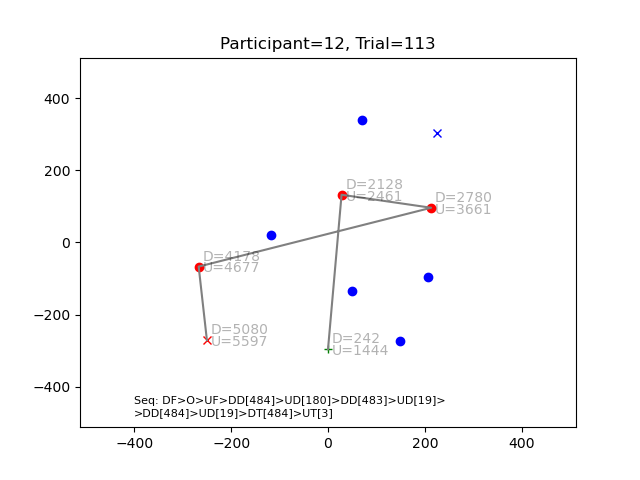 Participant=12, Trial=113
400
200
0
−200
−400
D=2128
U=2461
D=2780
U=3661
D=4178
U=4677
D=5080
U=5597
D=242
U=1444
Seq: DF>O>UF>DD[484]>UD[180]>DD[483]>UD[19]>
>DD[484]>UD[19]>DT[484]>UT[3]
−400 −200 0 200 400